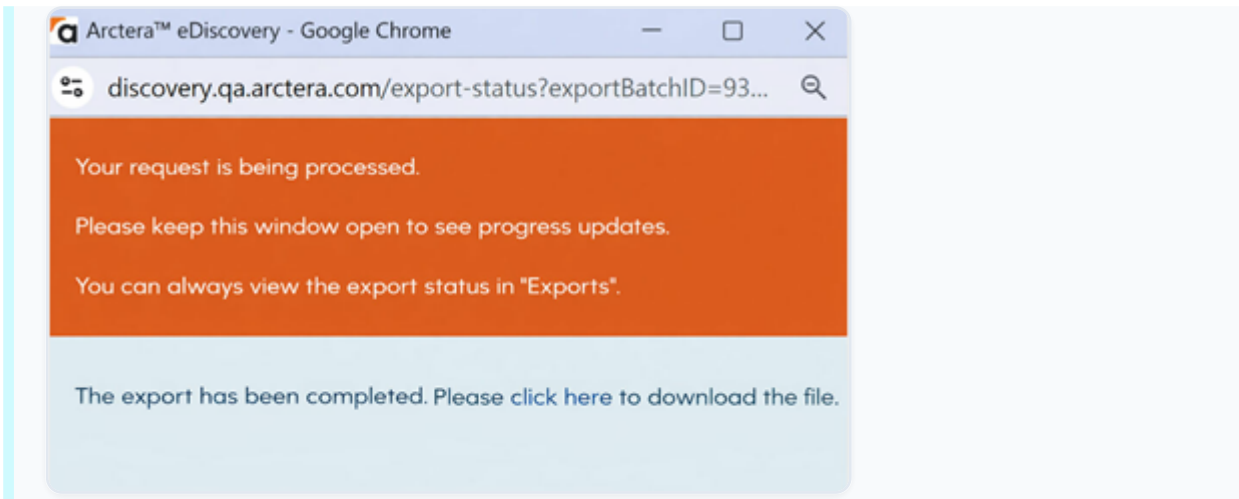 Arctera™ eDiscovery - Google Chrome
discovery.qa.arctera.com/export-status?exportBatchID=93...
Your request is being processed.
Please keep this window open to see progress updates.
You can always view the export status in "Exports".
The export has been completed. Please click here to download the file.